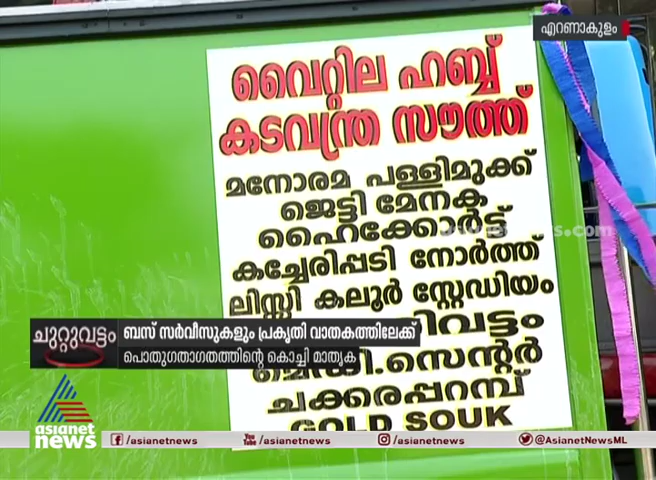 എറണാകുളം
വൈറ്റില ഹബ്ബ്
കടവന്ത്ര സൗത്ത്
മനോരമ പള്ളിമുക്ക്
ജെട്ടി മേനക
ഹൈക്കോർട്ട്
കച്ചേരിപ്പടി നോർത്ത്
ലിസ്സി കലൂർ സ്റ്റേഡിയം
ചുറ്റുവട്ടം
ബസ് സർവീസുകളും പ്രകൃതി വാതകത്തിലേക്ക്
പൊതുഗതാഗതത്തിന്റെ കൊച്ചി മാതൃക
സെന്റർ
ചക്കരപ്പറമ്പ്
GOLD SOUK
asianet
news
/asianetnews
/asianetnews
@asianetnews
@AsianetNewsML